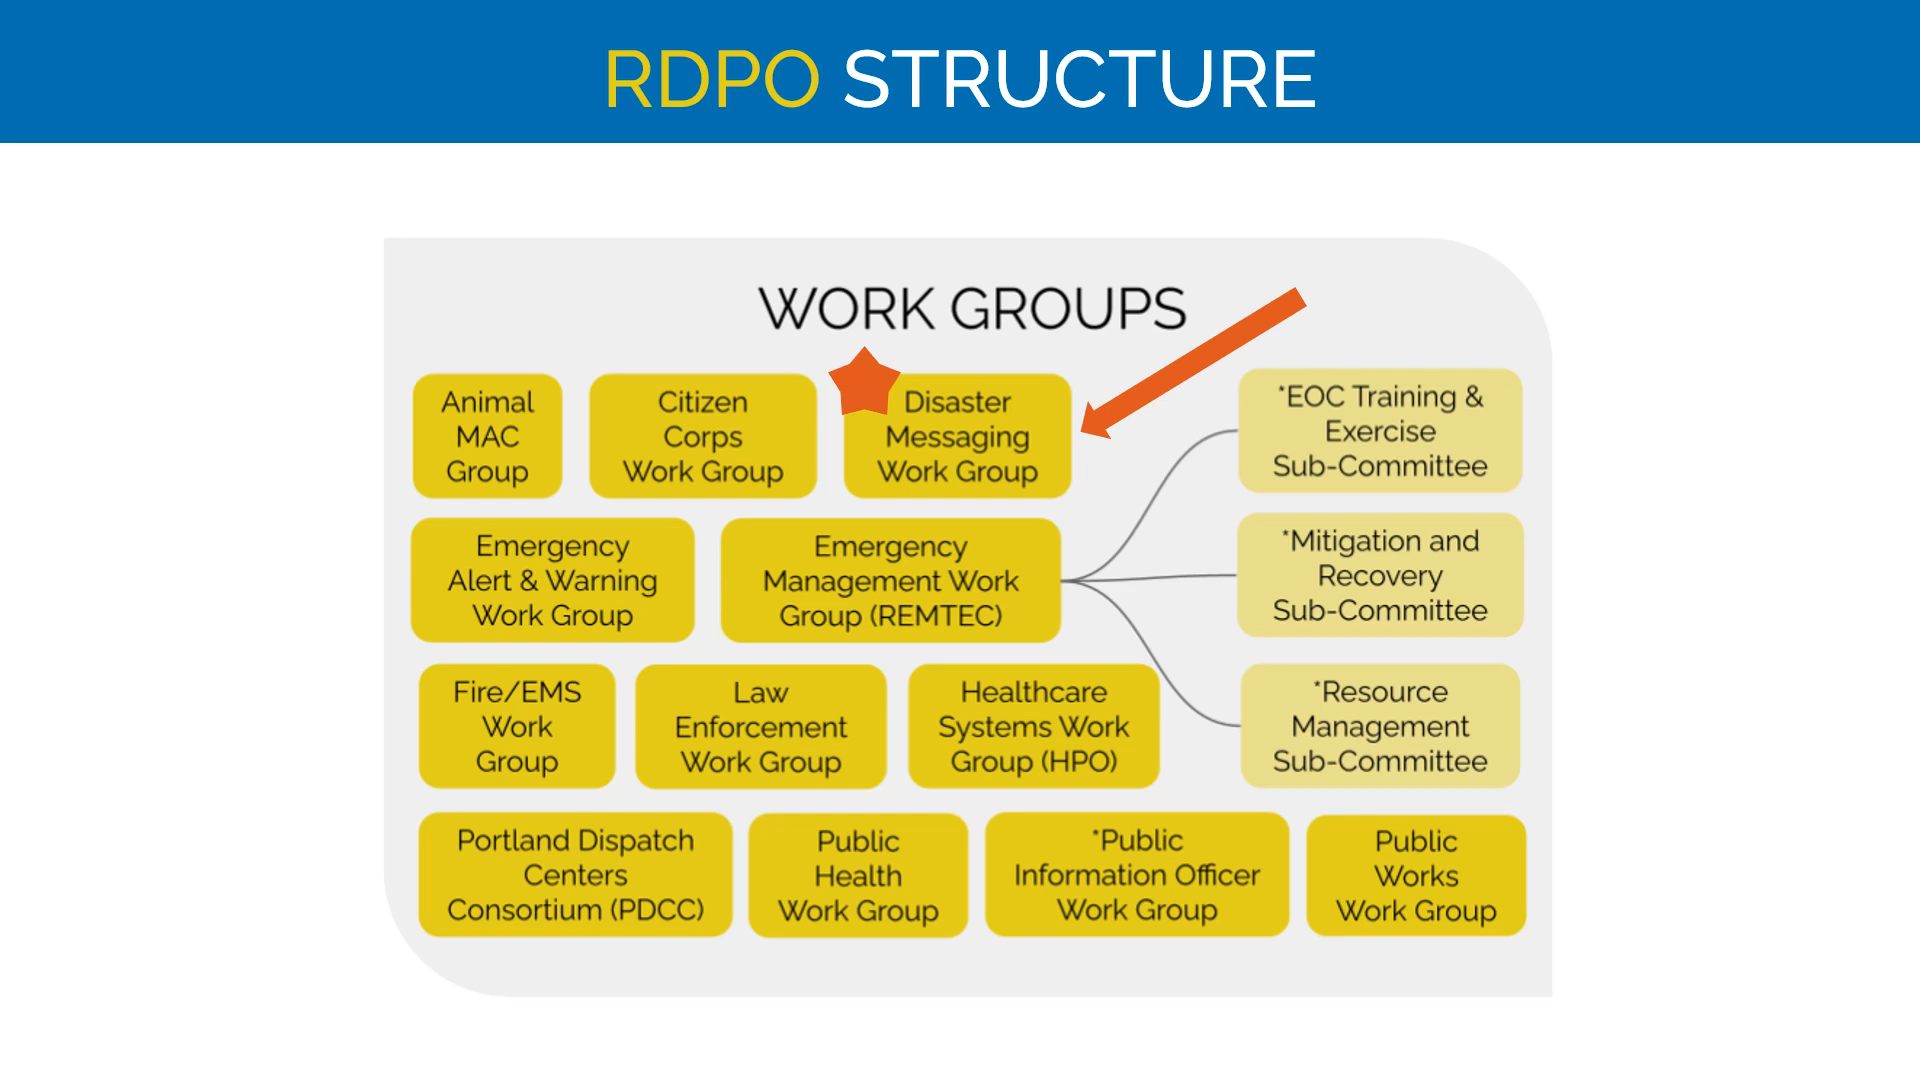 RDPO STRUCTURE
WORK GROUPS
Animal
MAC
Group
Citizen
Corps
Work Group
Disaster
Messaging
Work Group
*EOC Training &
Exercise
Sub-Committee
Emergency
Alert & Warning
Work Group
Emergency
Management Work
Group (REMTEC)
*Mitigation and
Recovery
Sub-Committee
Fire/EMS
Work
Group
Law
Enforcement
Work Group
Healthcare
Systems Work
Group (HPO)
*Resource
Management
Sub-Committee
Portland Dispatch
Centers
Consortium (PDCC)
Public
Health
Work Group
*Public
Information Officer
Work Group
Public
Works
Work Group